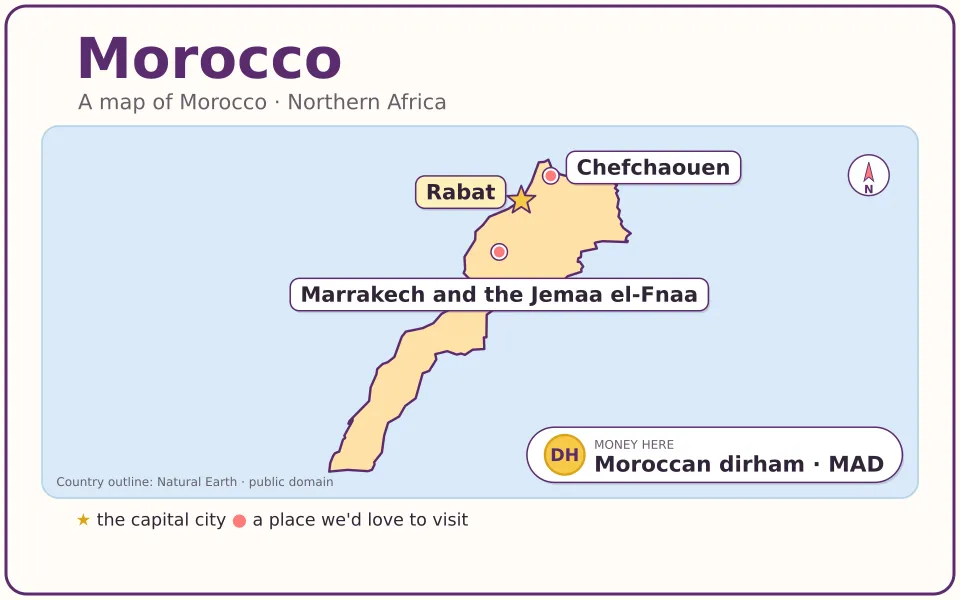 Morocco
A map of Morocco · Northern Africa
Chefchaouen
Rabat
N
Marrakech and the Jemaa el-Fnaa
DH
MONEY HERE
Moroccan dirham · MAD
Country outline: Natural Earth · public domain
the capital city
a place we'd love to visit